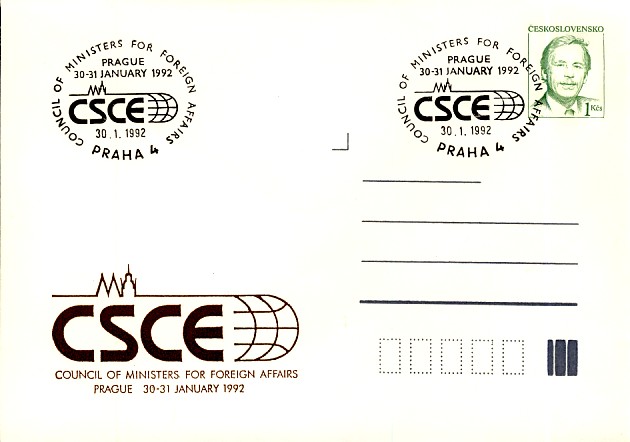 COUNCIL OF MINISTERS FOR FOREIGN AFFAIRS
PRAGUE
30-31 JANUARY 1992
CSCE
30.1.1992
PRAHA 4
COUNCIL OF MINISTERS FOR FOREIGN AFFAIRS
PRAGUE
30-31 JANUARY 1992
CSCE
30.1.1992
PRAHA 4
ČESKOSLOVENSKO
1 Kčs
CSCE
COUNCIL OF MINISTERS FOR FOREIGN AFFAIRS
PRAGUE 30-31 JANUARY 1992